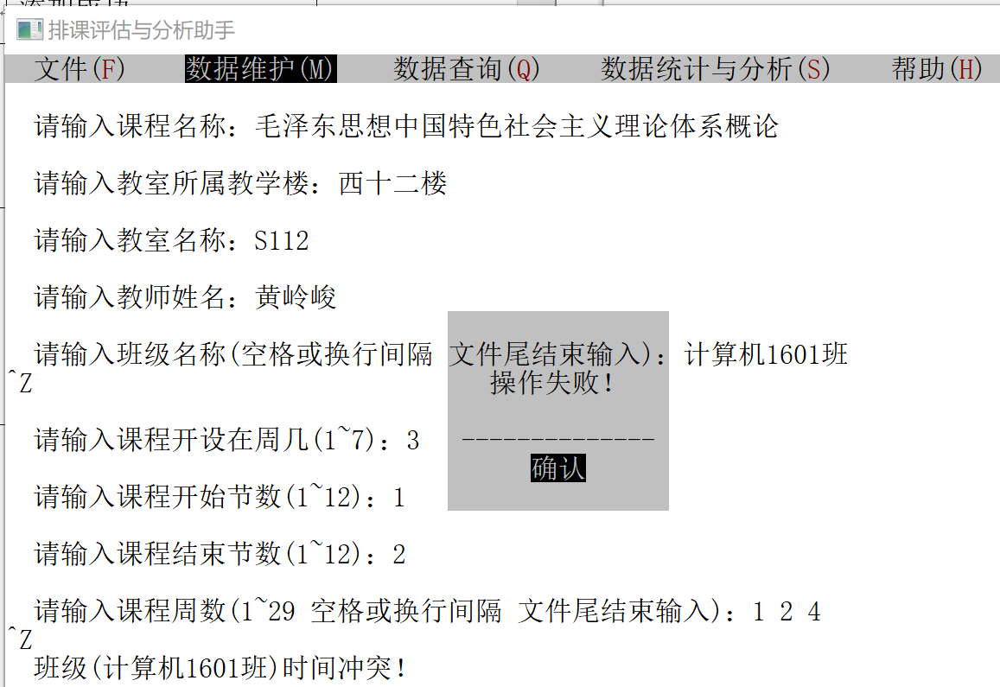 添加成功
排课评估与分析助手
文件(F) 数据维护(M) 数据查询(Q) 数据统计与分析(S) 帮助(H)
请输入课程名称：毛泽东思想中国特色社会主义理论体系概论
请输入教室所属教学楼：西十二楼
请输入教室名称：S112
请输入教师姓名：黄岭峻
请输入班级名称(空格或换行间隔 文件尾结束输入)：计算机1601班
^Z
操作失败！
请输入课程开设在周几(1~7)：3
--------------
确认
请输入课程开始节数(1~12)：1
请输入课程结束节数(1~12)：2
请输入课程周数(1~29 空格或换行间隔 文件尾结束输入)：1 2 4
^Z
班级(计算机1601班)时间冲突！